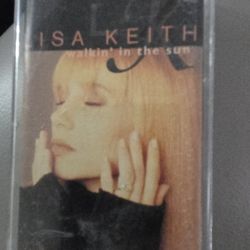 ISA KEITH
walkin' in the sun